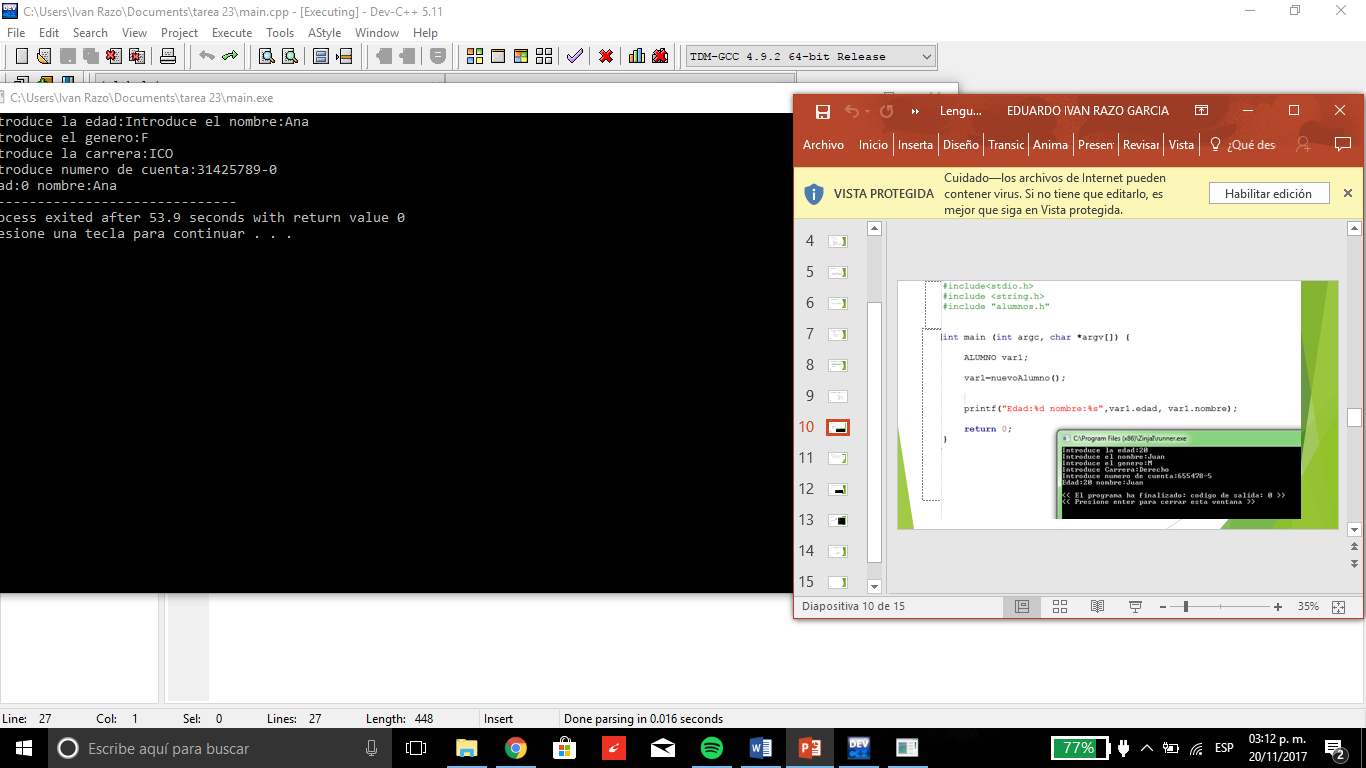 C:\Users\Ivan Razo\Documents\tarea 23\main.cpp - [Executing] - Dev-C++ 5.11
File Edit Search View Project Execute Tools AStyle Window Help
TDM-GCC 4.9.2 64-bit Release
C:\Users\Ivan Razo\Documents\tarea 23\main.exe
troduce la edad:Introduce el nombre:Ana
troduce el genero:F
troduce la carrera:ICO
troduce numero de cuenta:31425789-0
ad:0 nombre:Ana
------------------------------
ocess exited after 53.9 seconds with return value 0
esione una tecla para continuar . . .
Lengu... EDUARDO IVAN RAZO GARCIA
Archivo Inicio Inserta Diseño Transic Anima Presen Revisar Vista ¿Qué des
VISTA PROTEGIDA
Cuidado—los archivos de Internet pueden
contener virus. Si no tiene que editarlo, es
mejor que siga en Vista protegida.
Habilitar edición
4
5
6
7
8
9
10
11
12
13
14
15
#include<stdio.h>
#include <string.h>
#include "alumnos.h"
int main (int argc, char *argv[]) {
ALUMNO var1;
var1=nuevoAlumno();
printf("Edad:%d nombre:%s",var1.edad, var1.nombre);
return 0;
}
C:\Program Files (x86)\Zinjai\runner.exe
Introduce la edad:20
Introduce el nombre:Juan
Introduce el genero:M
Introduce Carrera:Derecho
Introduce numero de cuenta:655478-5
Edad:20 nombre:Juan
<< El programa ha finalizado: codigo de salida: 0 >>
<< Presione enter para cerrar esta ventana >>
Diapositiva 10 de 15
35%
Line: 27 Col: 1 Sel: 0 Lines: 27 Length: 448 Insert Done parsing in 0.016 seconds
Escribe aquí para buscar
77%
ESP
03:12 p. m.
20/11/2017
2